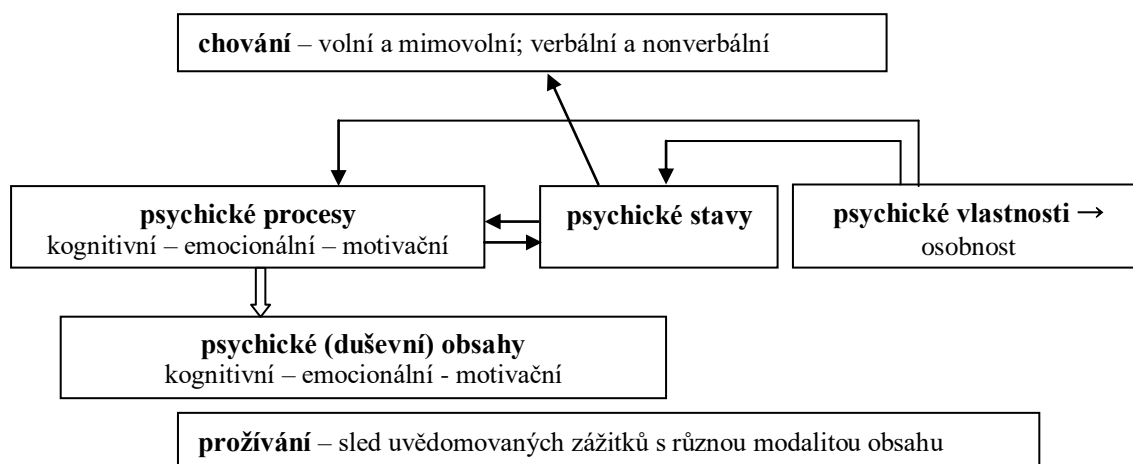 chování – volní a mimovolní; verbální a nonverbální
psychické procesy
kognitivní – emocionální – motivační
psychické stavy
psychické vlastnosti →
osobnost
psychické (duševní) obsahy
kognitivní – emocionální - motivační
prožívání – sled uvědomovaných zážitků s různou modalitou obsahu